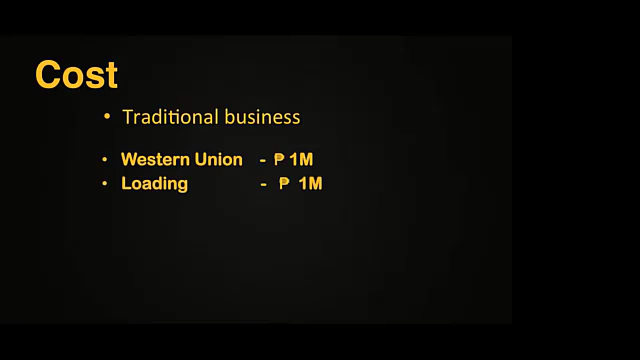 Cost
• Traditional business
• Western Union - ₱ 1M
• Loading - ₱ 1M